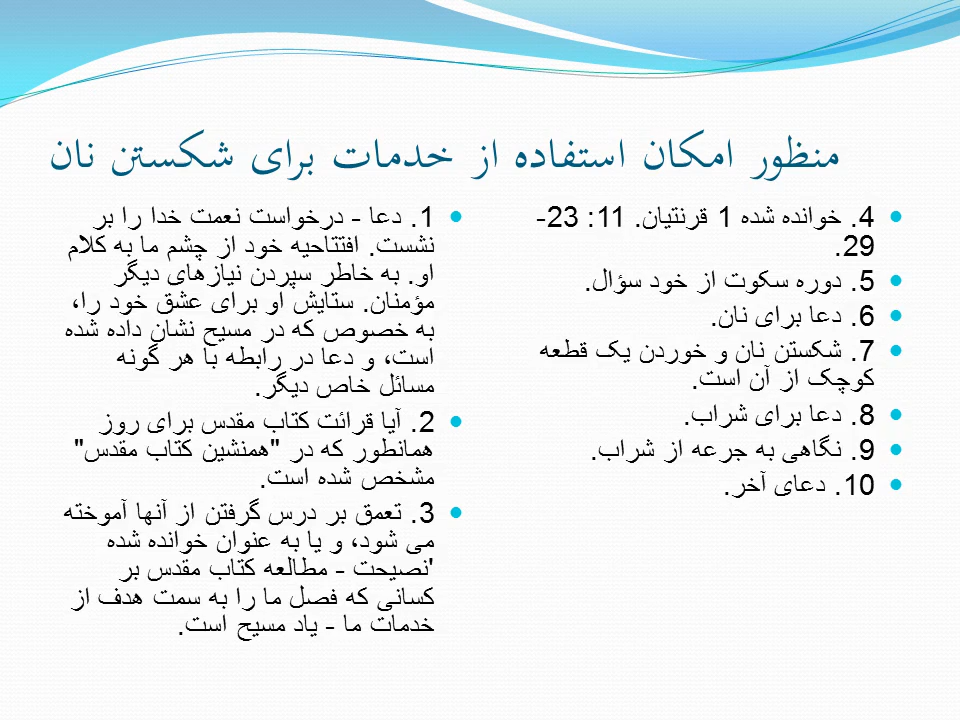 منظور امکان استفاده از خدمات برای شکستن نان
1. دعا - درخواست نعمت خدا را بر
نشست. افتتاحیه خود از چشم ما به کلام
او. به خاطر سپردن نیازهای دیگر
مؤمنان. ستایش او برای عشق خود را،
به خصوص که در مسیح نشان داده شده
است، و دعا در رابطه با هر گونه
مسائل خاص دیگر.
2. آیا قرائت کتاب مقدس برای روز
همانطور که در "همنشین کتاب مقدس"
مشخص شده است.
3. تعمق بر درس گرفتن از آنها آموخته
می شود، و یا به عنوان خوانده شده
'نصیحت - مطالعه کتاب مقدس بر
کسانی که فصل ما را به سمت هدف از
خدمات ما - یاد مسیح است.
4. خوانده شده 1 قرنتیان. 11: 23-
29.
5. دوره سکوت از خود سؤال.
6. دعا برای نان.
7. شکستن نان و خوردن یک قطعه
کوچک از آن است.
8. دعا برای شراب.
9. نگاهی به جرعه از شراب.
10. دعای آخر.